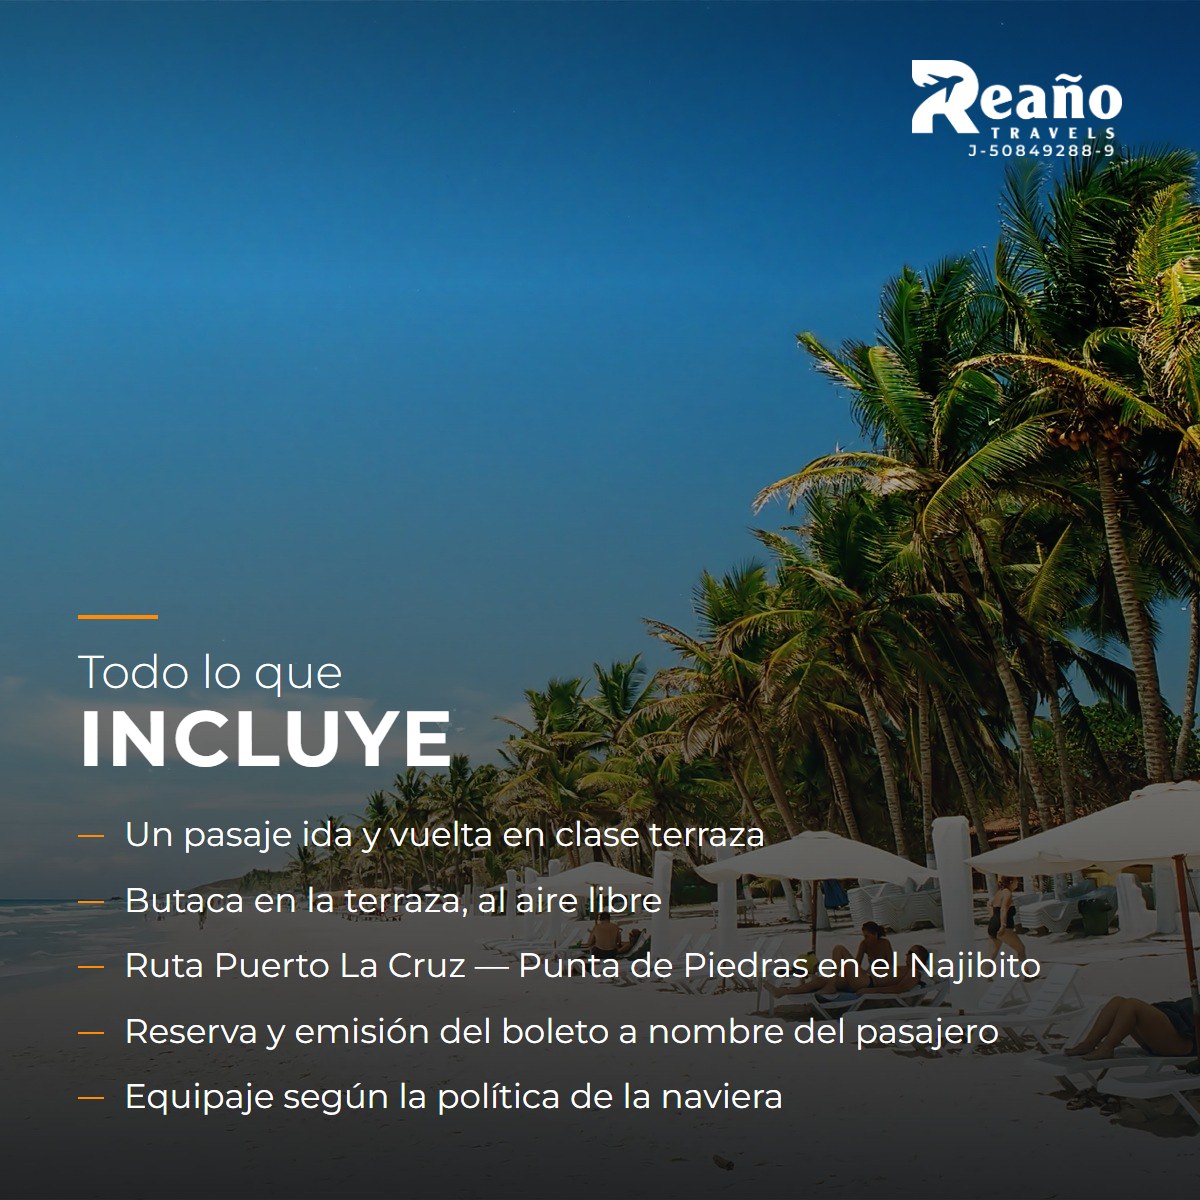 Reaño
TRAVELS
J-50849288-9
Todo lo que
INCLUYE
— Un pasaje ida y vuelta en clase terraza
— Butaca en la terraza, al aire libre
— Ruta Puerto La Cruz — Punta de Piedras en el Najibito
— Reserva y emisión del boleto a nombre del pasajero
— Equipaje según la política de la naviera